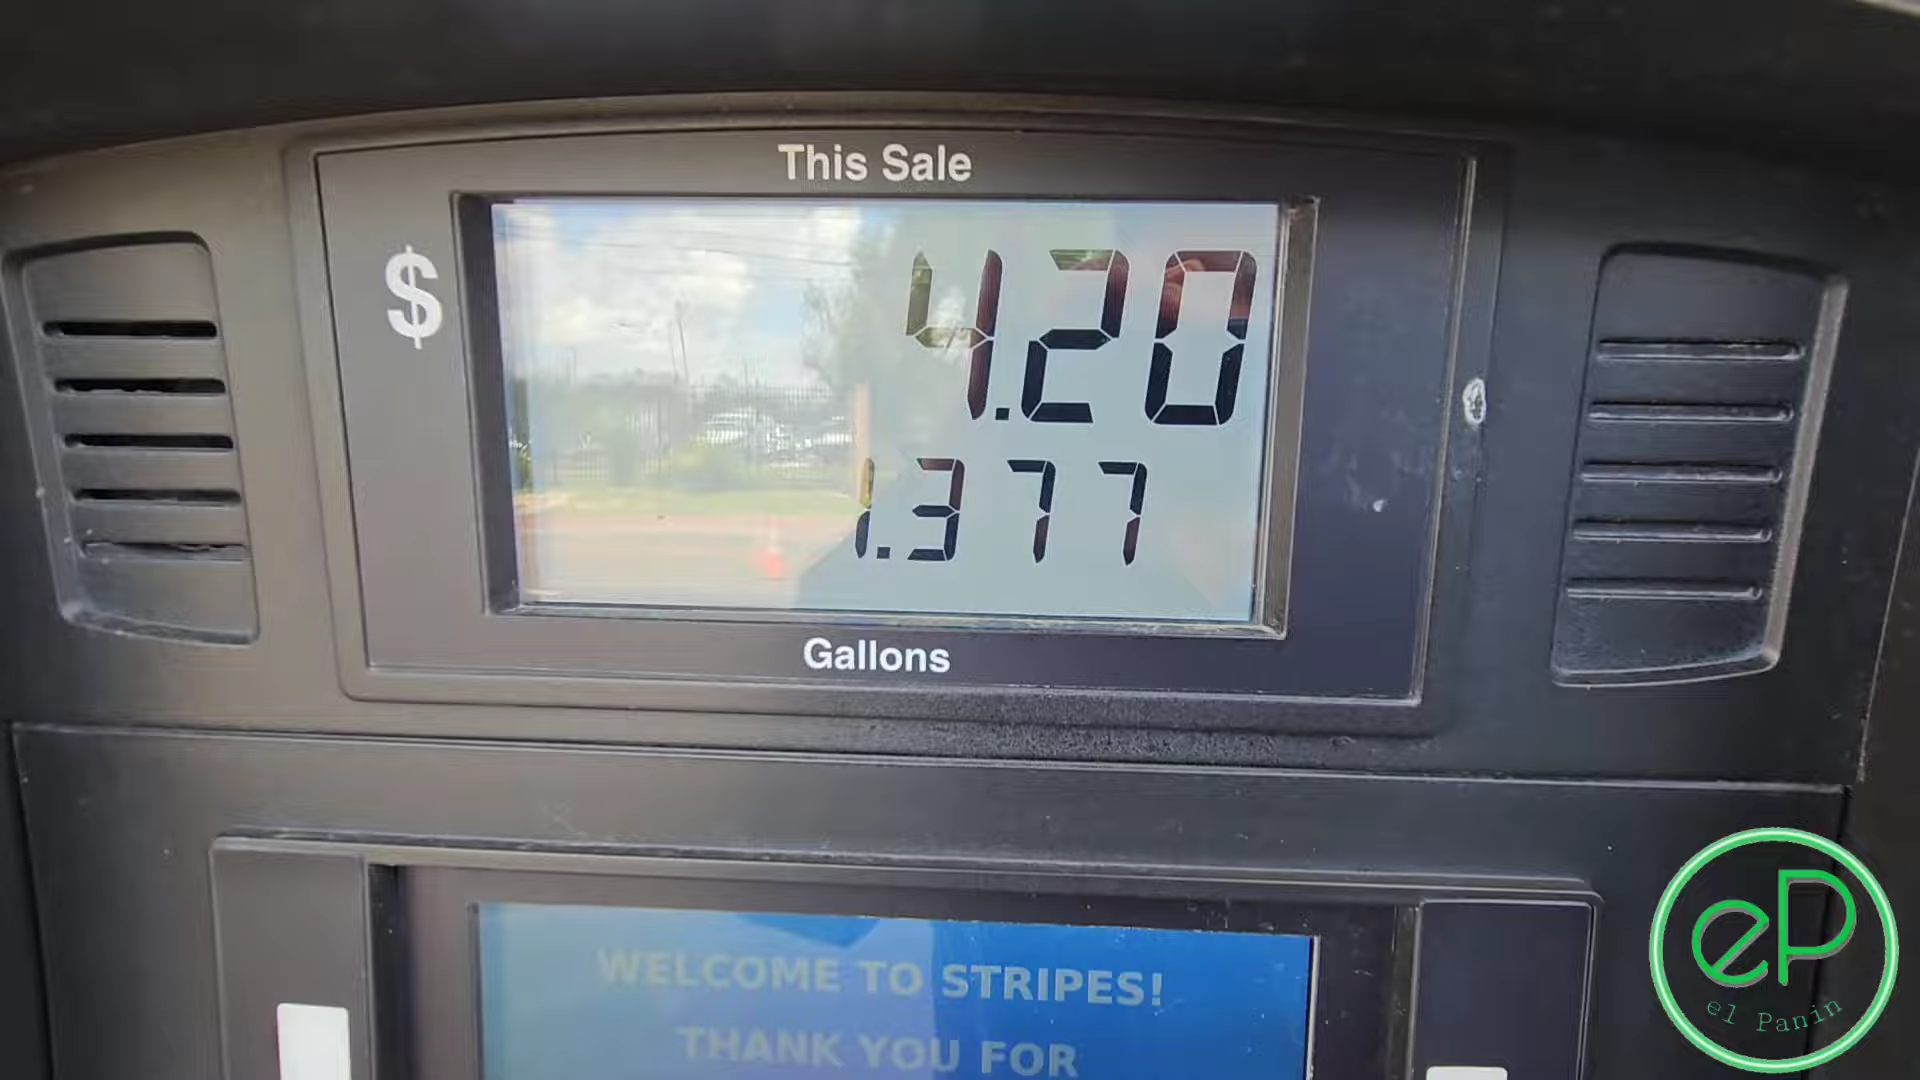 This Sale
$
4.20
1.377
Gallons
WELCOME TO STRIPES!
THANK YOU FOR
eP
el Panin